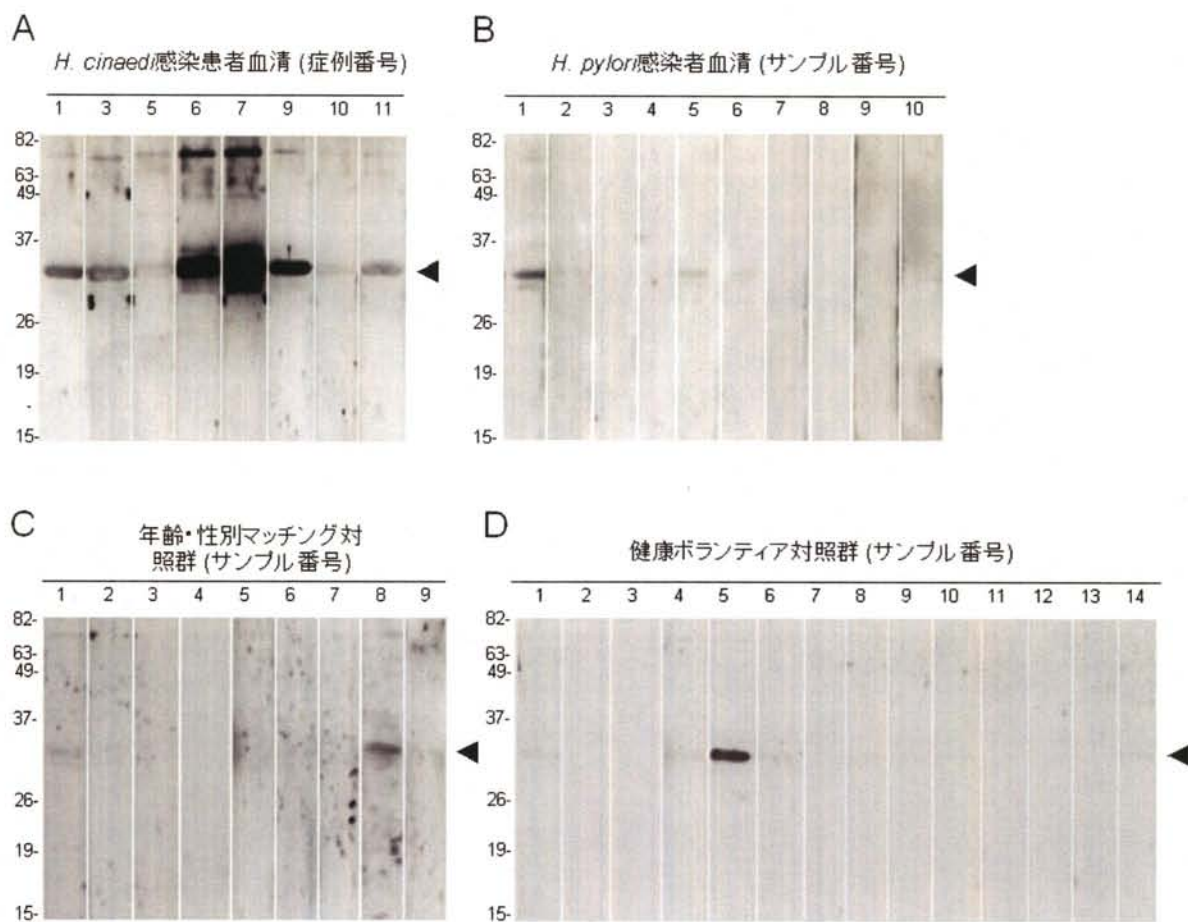 A
H. cinaedi感染患者血清 (症例番号)
1 3 5 6 7 9 10 11
82-
63-
49-
37-
26-
19-
15-
B
H. pylori感染者血清 (サンプル番号)
1 2 3 4 5 6 7 8 9 10
82-
63-
49-
37-
26-
19-
15-
C
年齢・性別マッチング対
照群 (サンプル番号)
1 2 3 4 5 6 7 8 9
82-
63-
49-
37-
26-
19-
15-
D
健康ボランティア対照群 (サンプル番号)
1 2 3 4 5 6 7 8 9 10 11 12 13 14
82-
63-
49-
37-
26-
19-
15-